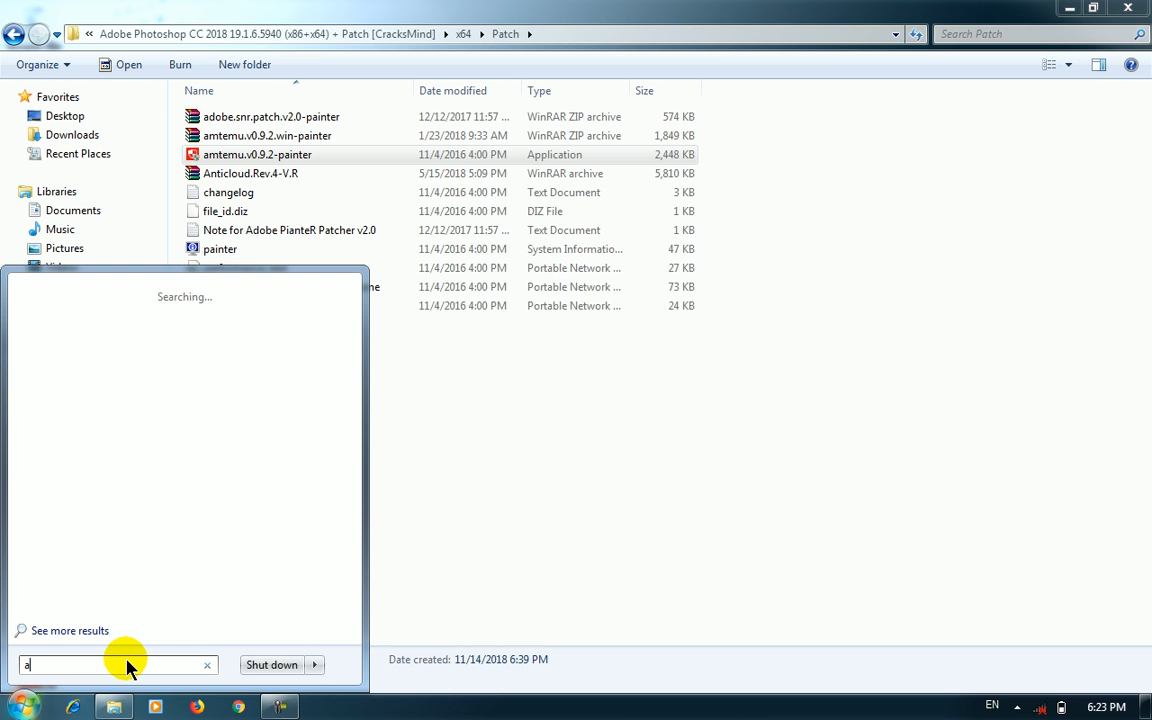 « Adobe Photoshop CC 2018 19.1.6.5940 (x86+x64) + Patch [CracksMind] ▸ x64 ▸ Patch ▸
Search Patch
Organize Open Burn New folder
Name Date modified Type Size
Favorites
Desktop
Downloads
Recent Places
Libraries
Documents
Music
Pictures
adobe.snr.patch.v2.0-painter 12/12/2017 11:57 ... WinRAR ZIP archive 574 KB
amtemu.v0.9.2.win-painter 1/23/2018 9:33 AM WinRAR ZIP archive 1,849 KB
amtemu.v0.9.2-painter 11/4/2016 4:00 PM Application 2,448 KB
Anticloud.Rev.4-V.R 5/15/2018 5:09 PM WinRAR archive 5,810 KB
changelog 11/4/2016 4:00 PM Text Document 3 KB
file_id.diz 11/4/2016 4:00 PM DIZ File 1 KB
Note for Adobe PianteR Patcher v2.0 12/12/2017 11:57 ... Text Document 1 KB
painter 11/4/2016 4:00 PM System Informatio... 47 KB
11/4/2016 4:00 PM Portable Network ... 27 KB
ne 11/4/2016 4:00 PM Portable Network ... 73 KB
11/4/2016 4:00 PM Portable Network ... 24 KB
Searching...
See more results
a
Shut down
Date created: 11/14/2018 6:39 PM
EN 6:23 PM